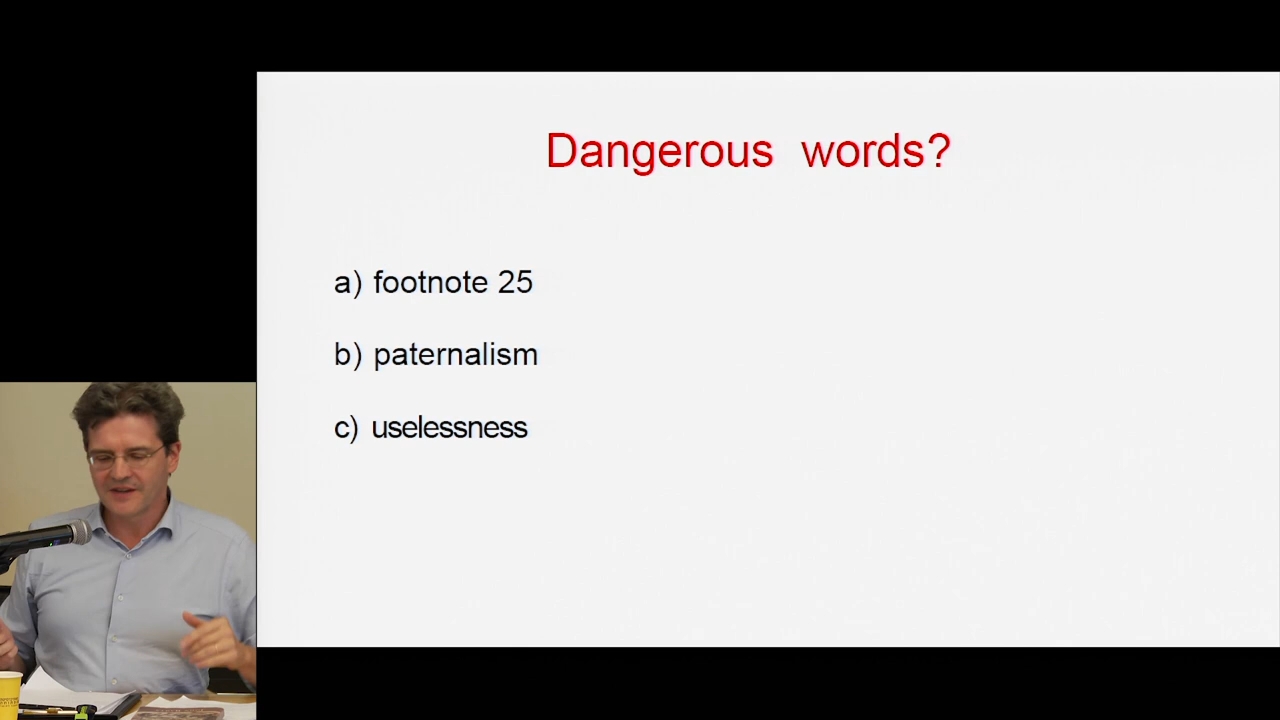 Dangerous words?
a) footnote 25
b) paternalism
c) uselessness